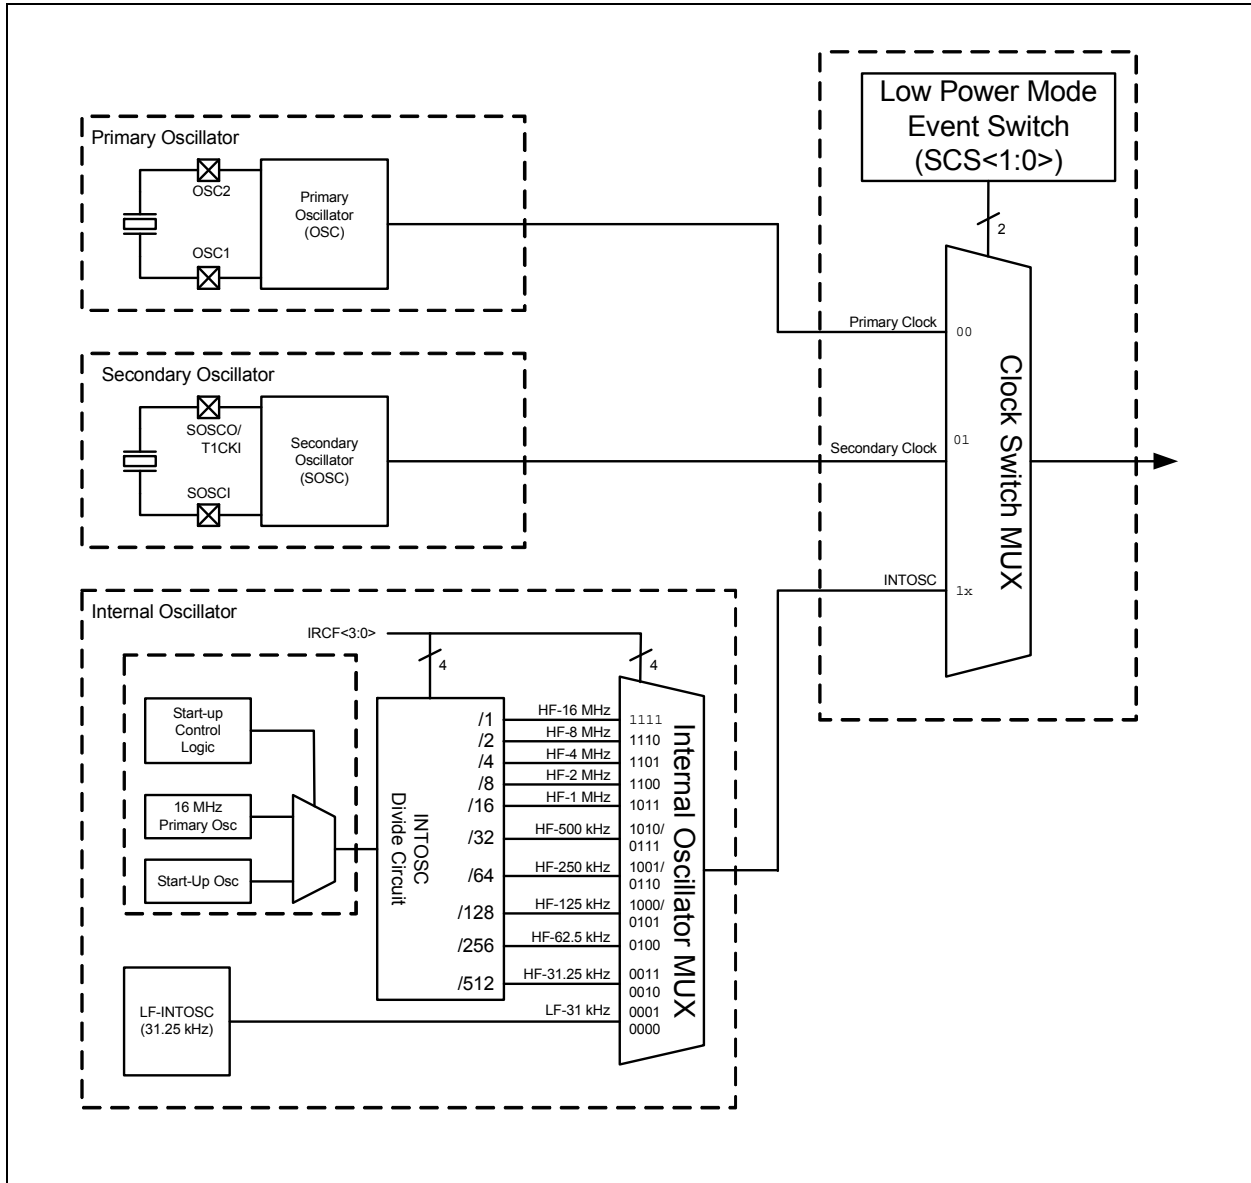 Low Power Mode
Event Switch
(SCS<1:0>)
2
Primary Oscillator
OSC2
OSC1
Primary
Oscillator
(OSC)
Primary Clock
00
Secondary Oscillator
SOSCO/
T1CKI
SOSCI
Secondary
Oscillator
(SOSC)
Secondary Clock
01
INTOSC
1x
Clock Switch MUX
Internal Oscillator
IRCF<3:0>
4
4
Start-up
Control
Logic
16 MHz
Primary Osc
Start-Up Osc
LF-INTOSC
(31.25 kHz)
INTOSC
Divide Circuit
/1
HF-16 MHz
1111
/2
HF-8 MHz
1110
/4
HF-4 MHz
1101
/8
HF-2 MHz
1100
/16
HF-1 MHz
1011
/32
HF-500 kHz
1010/
0111
/64
HF-250 kHz
1001/
0110
/128
HF-125 kHz
1000/
0101
/256
HF-62.5 kHz
0100
/512
HF-31.25 kHz
0011
0010
LF-31 kHz
0001
0000
Internal Oscillator MUX